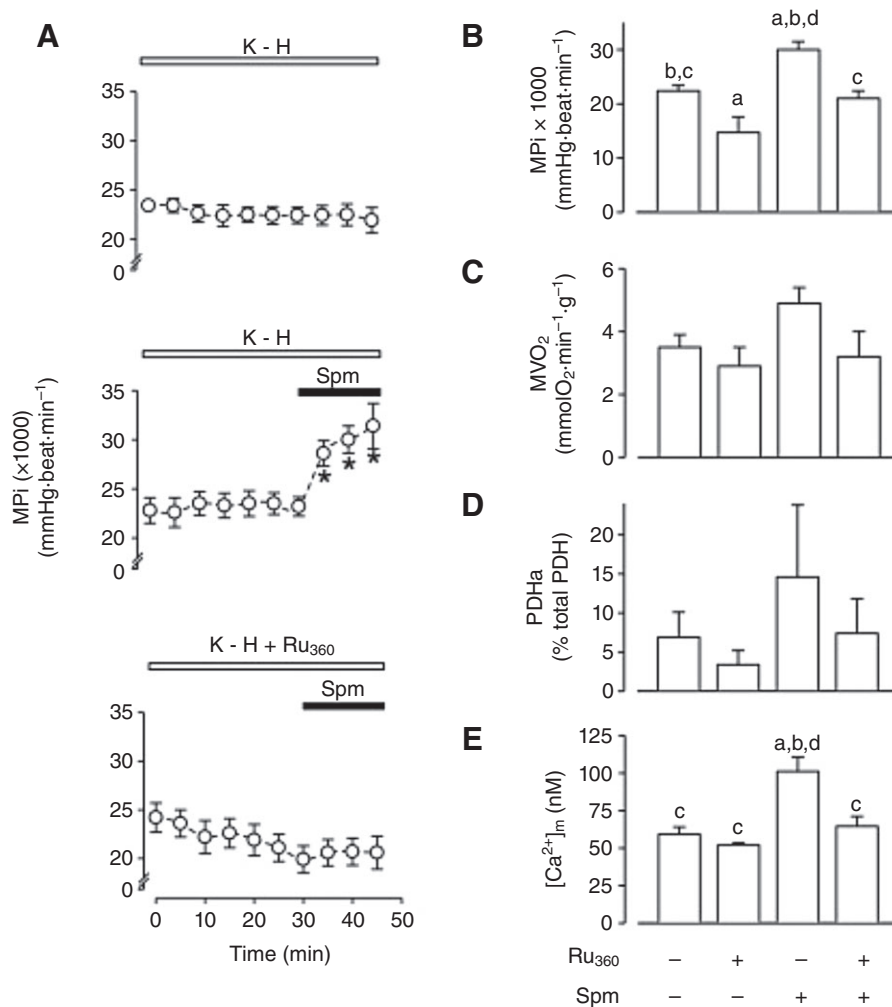 A
K - H
35
30
25
20
0
K - H
Spm
35
30
25
20
0
* * *
MPi (×1000)
(mmHg·beat·min⁻¹)
K - H + Ru₃₆₀
Spm
35
25
20
0
0 10 20 30 40 50
Time (min)
B
a,b,d
b,c
a
c
30
20
10
0
MPi × 1000
(mmHg·beat·min⁻¹)
C
6
4
2
0
MVO₂
(mmolO₂·min⁻¹·g⁻¹)
D
20
15
10
5
0
PDHa
(% total PDH)
E
125
100
75
50
25
0
[Ca²⁺]ₘ (nM)
a,b,d
c
c
c
Ru₃₆₀ – + – +
Spm – – + +